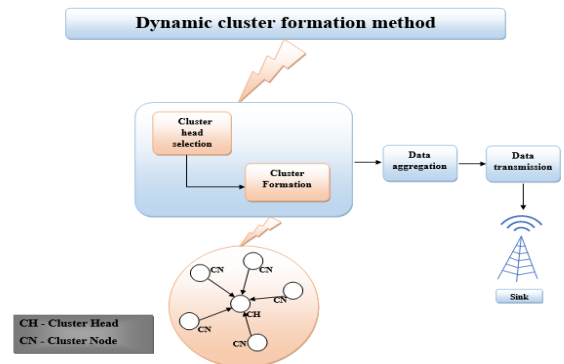 Dynamic cluster formation method
Cluster
head
selection
Cluster
Formation
Data
aggregation
Data
transmission
Sink
CN
CN
CN
CH
CN
CN
CH - Cluster Head
CN - Cluster Node